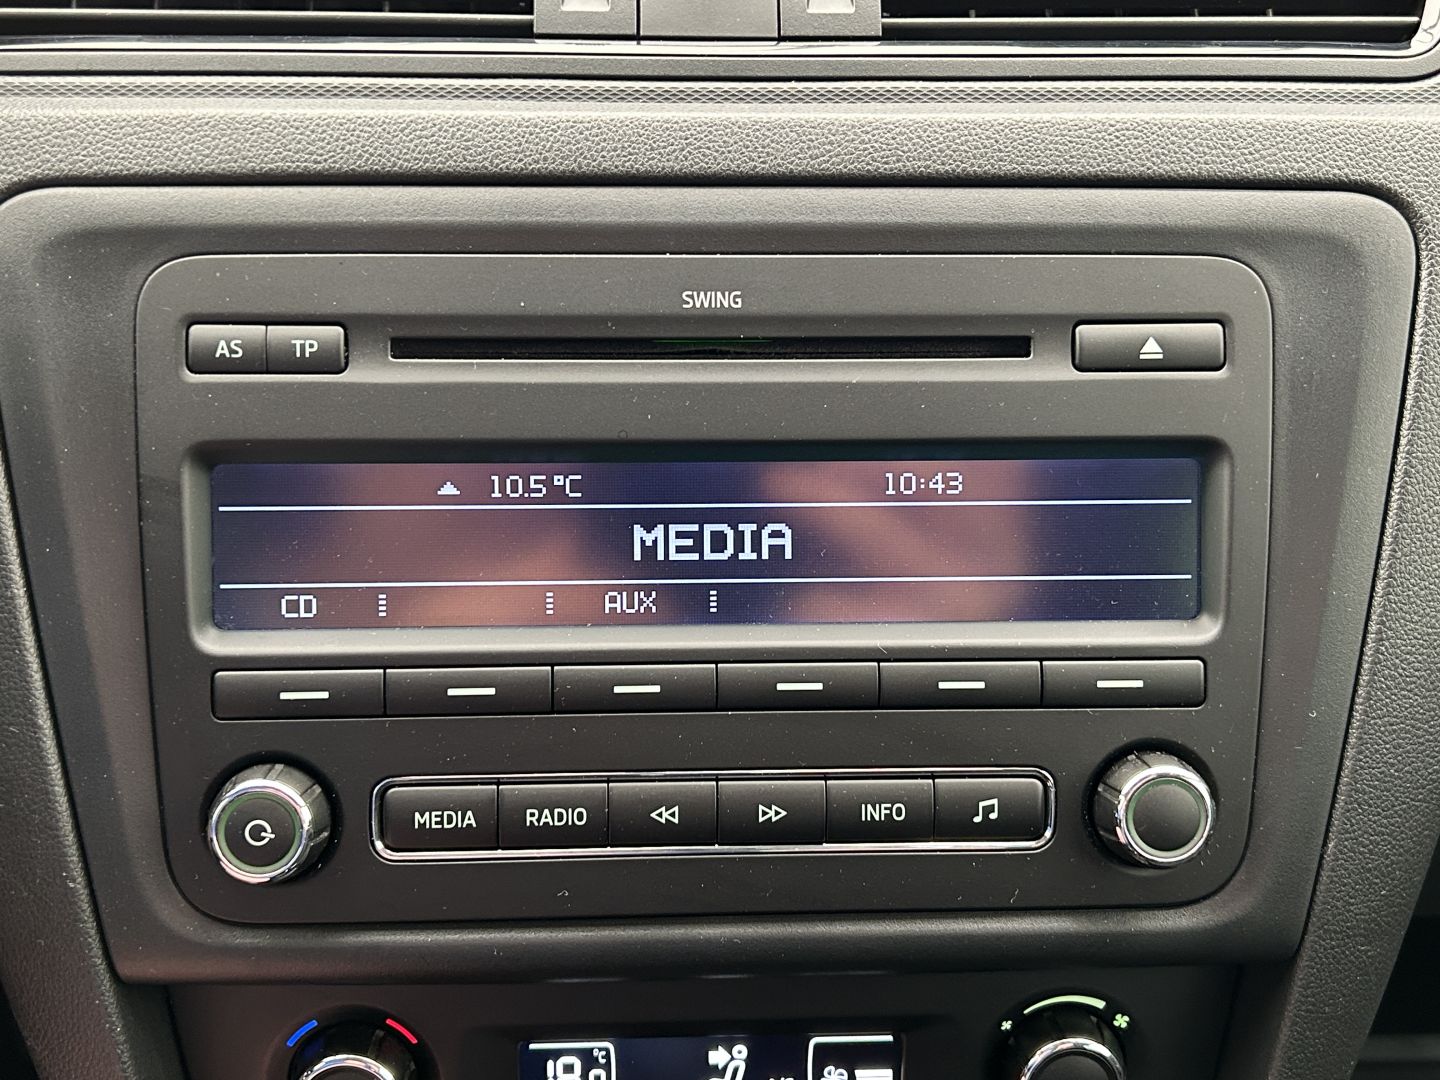 SWING
AS TP
10.5°C 10:43
MEDIA
CD AUX
MEDIA RADIO INFO
°C